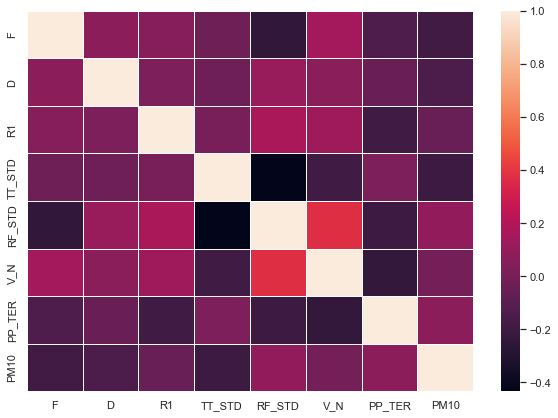 F
D
R1
TT_STD
RF_STD
V_N
PP_TER
PM10
F D R1 TT_STD RF_STD V_N PP_TER PM10
1.0
0.8
0.6
0.4
0.2
0.0
−0.2
−0.4